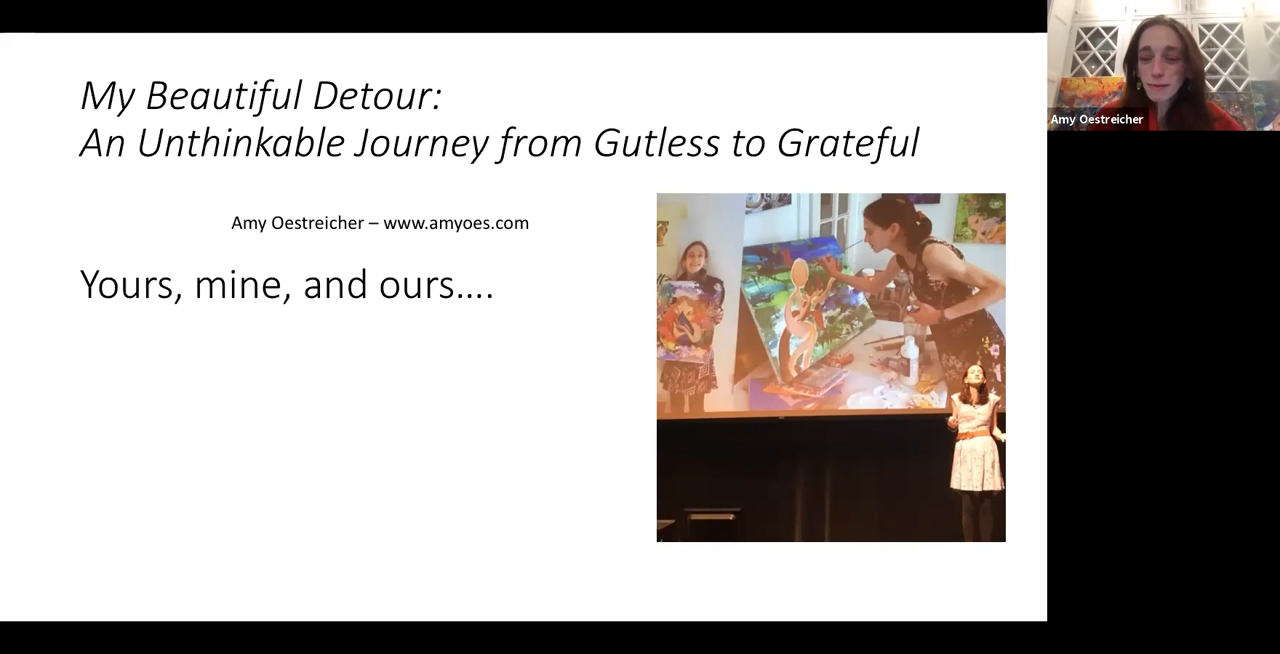 My Beautiful Detour:
An Unthinkable Journey from Gutless to Grateful
Amy Oestreicher – www.amyoes.com
Yours, mine, and ours….
Amy Oestreicher